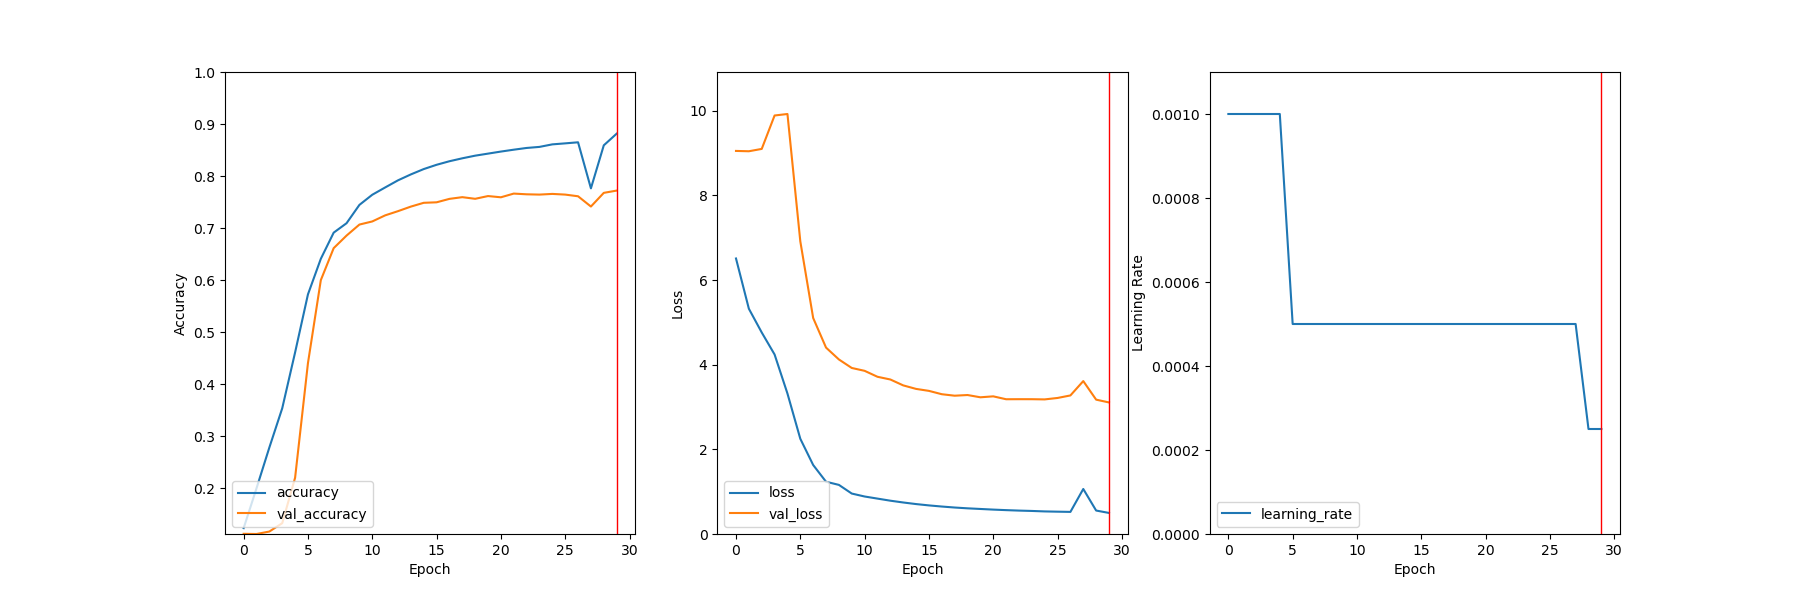 1.0
0.9
0.8
0.7
0.6
0.5
0.4
0.3
0.2
Accuracy
accuracy
val_accuracy
0 5 10 15 20 25 30
Epoch
10
8
6
4
2
0
Loss
loss
val_loss
0 5 10 15 20 25 30
Epoch
0.0010
0.0008
0.0006
0.0004
0.0002
0.0000
Learning Rate
learning_rate
0 5 10 15 20 25 30
Epoch